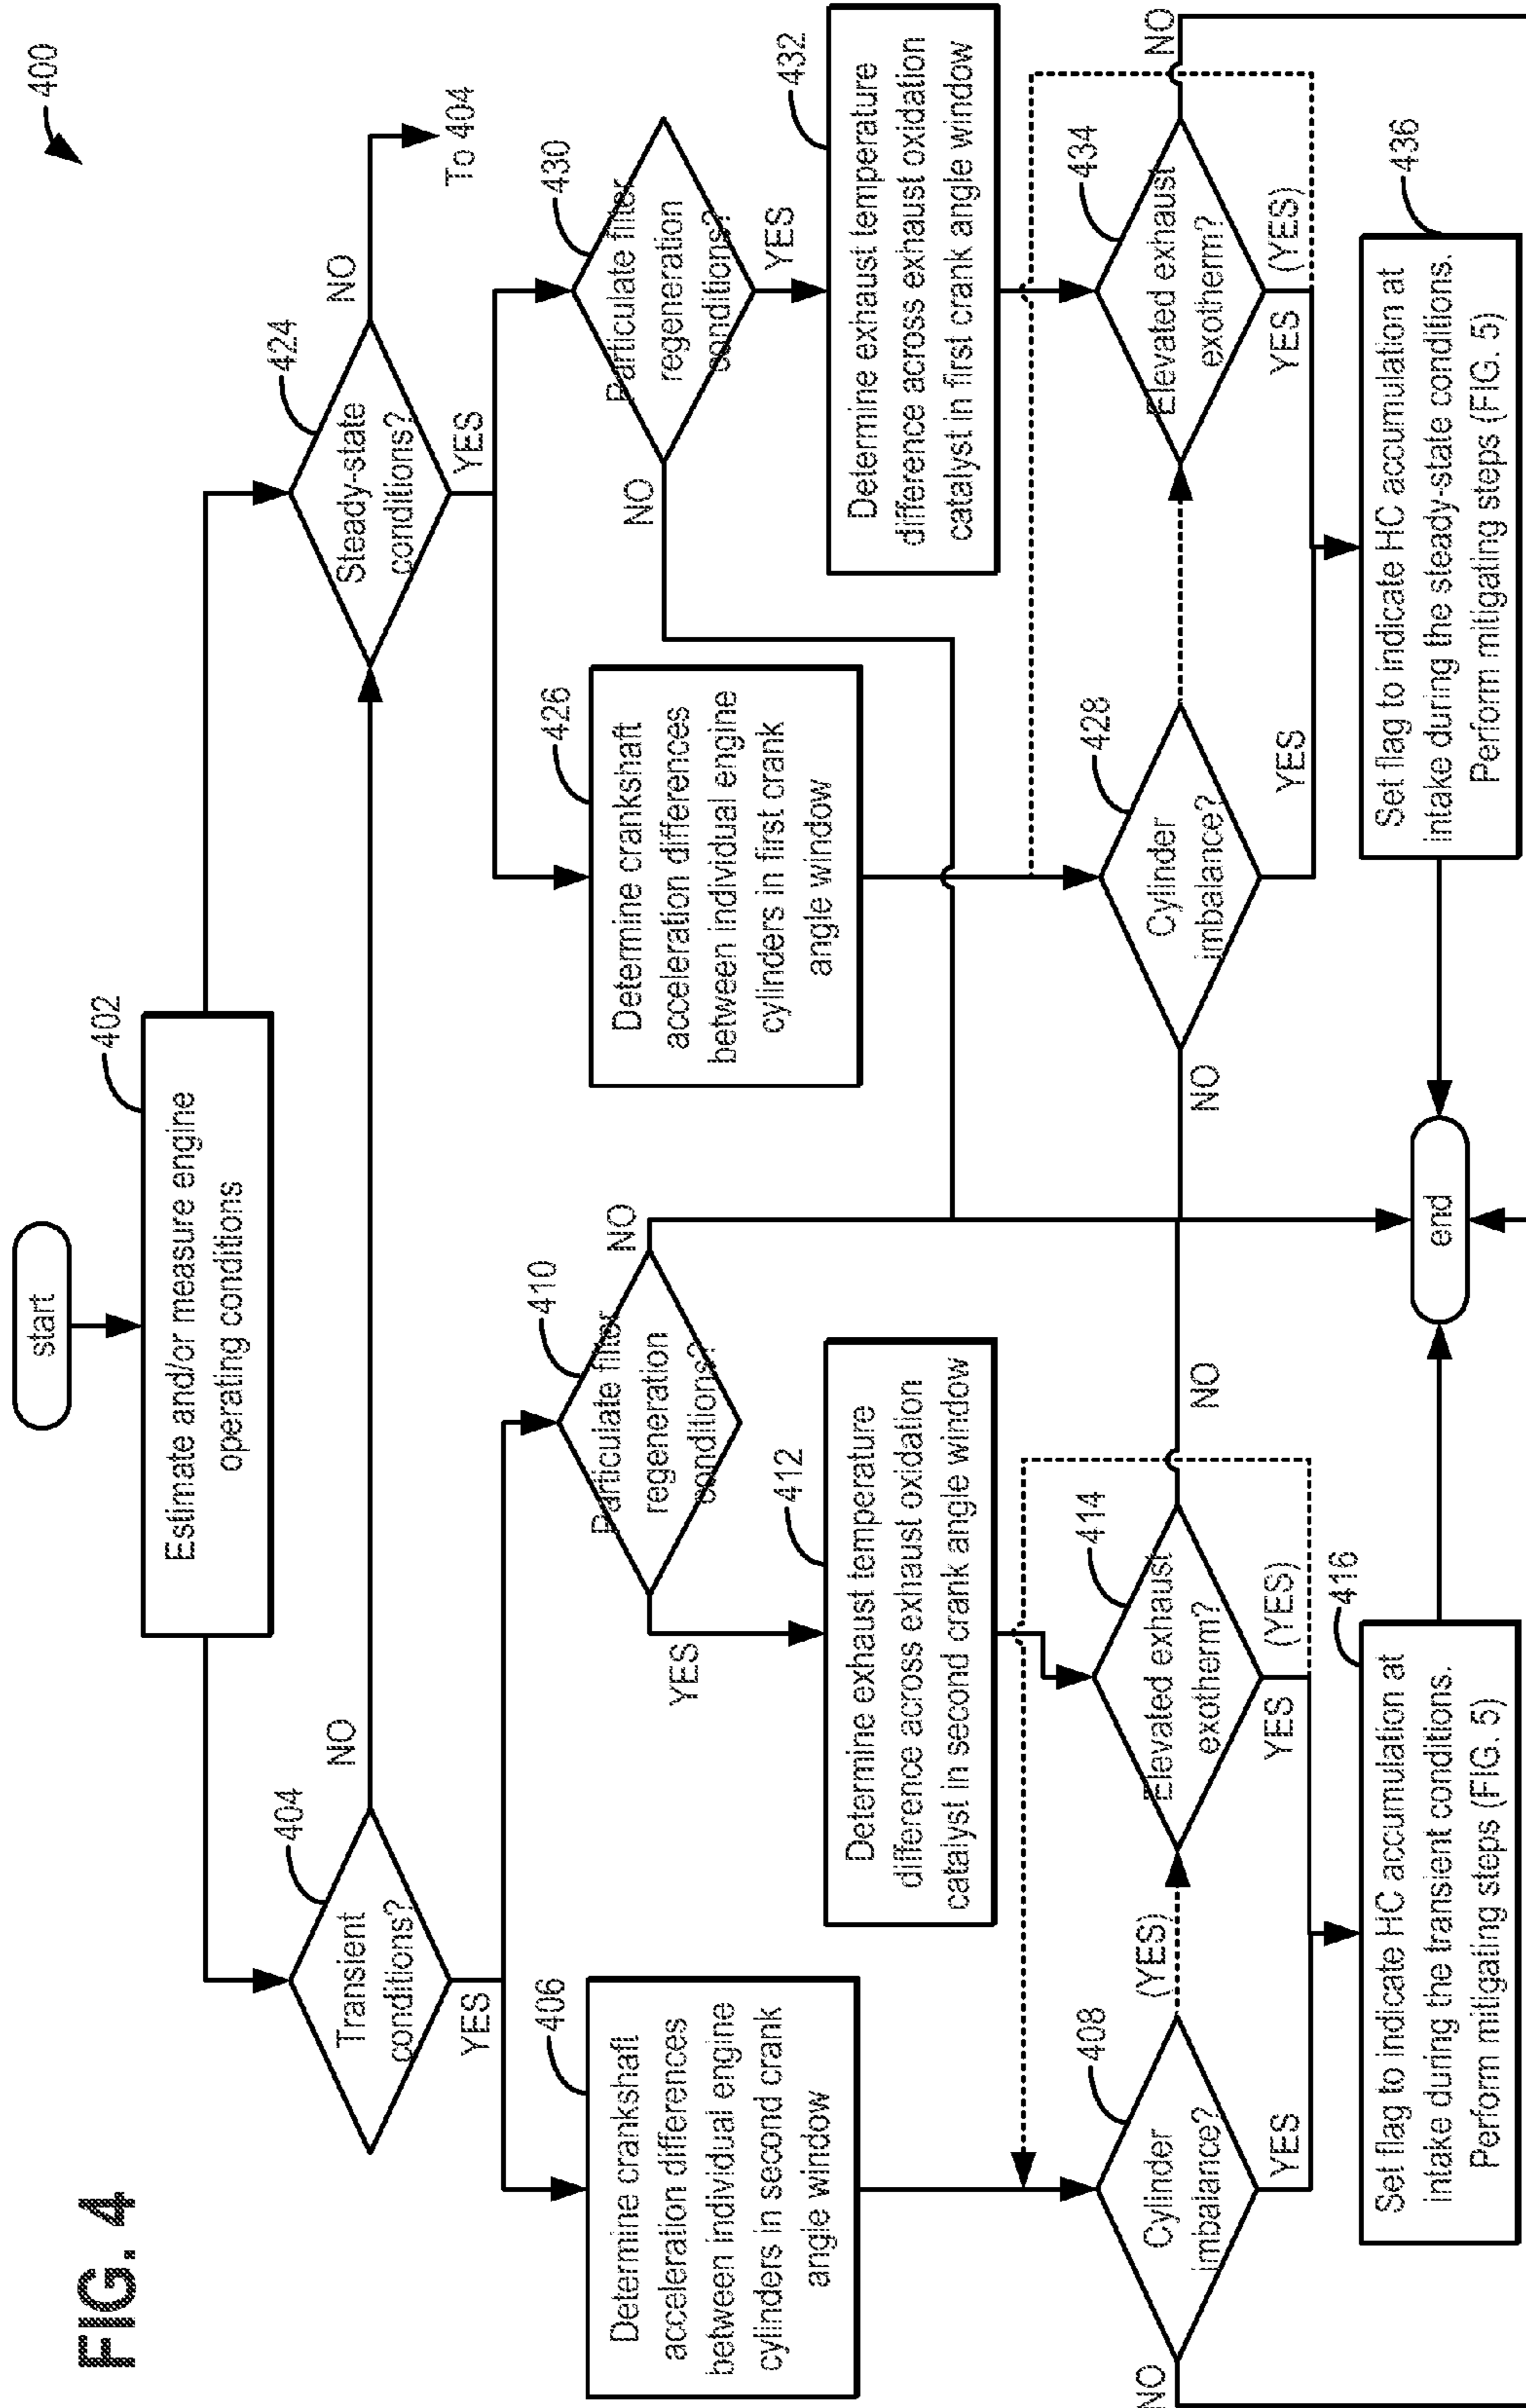 FIG. 4
400
start
402
Estimate and/or measure engine
operating conditions
404
Transient
conditions?
NO
YES
424
Steady-state
conditions?
NO
To 404
YES
406
Determine crankshaft
acceleration differences
between individual engine
cylinders in second crank
angle window
410
Particulate filter
regeneration
conditions?
NO
YES
426
Determine crankshaft
acceleration differences
between individual engine
cylinders in first crank
angle window
430
Particulate filter
regeneration
conditions?
NO
YES
412
Determine exhaust temperature
difference across exhaust oxidation
catalyst in second crank angle window
432
Determine exhaust temperature
difference across exhaust oxidation
catalyst in first crank angle window
408
Cylinder
imbalance?
NO
(YES)
YES
414
Elevated exhaust
exotherm?
NO
YES
(YES)
428
Cylinder
imbalance?
NO
YES
434
Elevated exhaust
exotherm?
NO
YES
(YES)
416
Set flag to indicate HC accumulation at
intake during the transient conditions.
Perform mitigating steps (FIG. 5)
end
436
Set flag to indicate HC accumulation at
intake during the steady-state conditions.
Perform mitigating steps (FIG. 5)